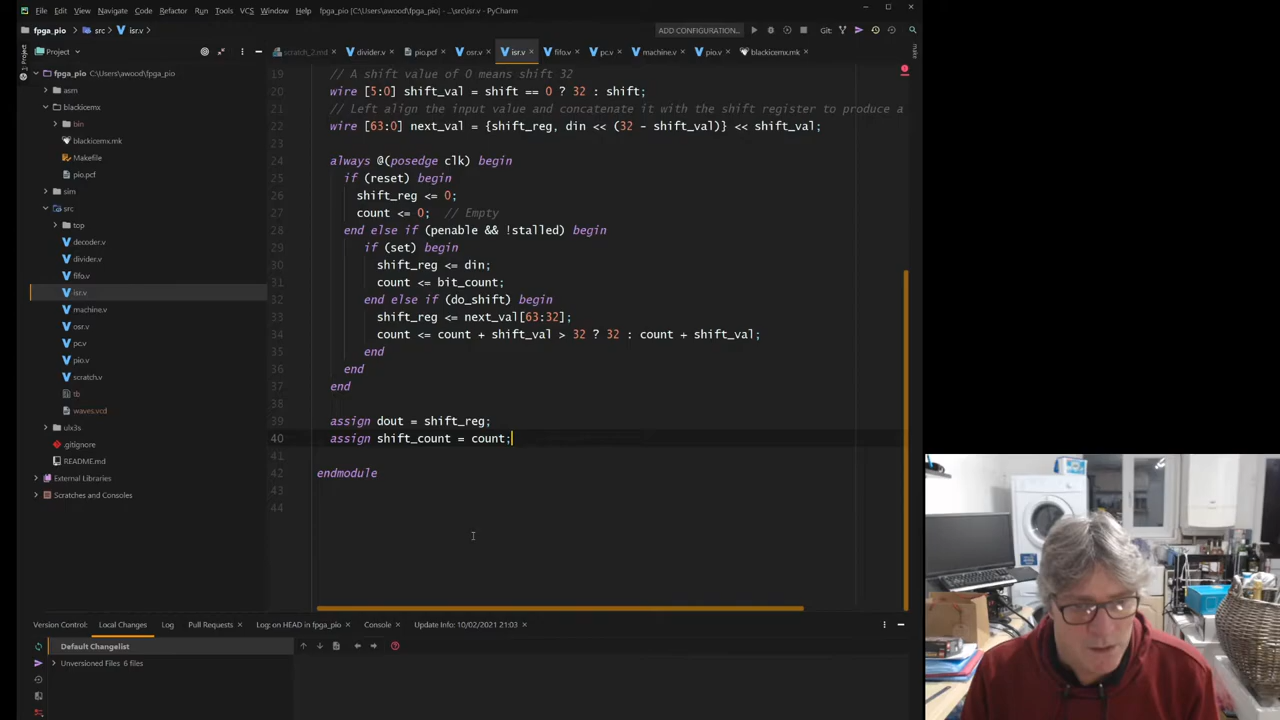 File Edit View Navigate Code Refactor Run Tools VCS Window Help fpga_pio [C:\Users\awood\fpga_pio] - ...\src\isr.v - PyCharm
fpga_pio src isr.v ADD CONFIGURATION... Git:
Project scratch_2.md divider.v pio.pcf osr.v isr.v fifo.v pc.v machine.v pio.v blackicemx.mk
1: Project
make
fpga_pio C:\Users\awood\fpga_pio
asm
blackicemx
bin
blackicemx.mk
Makefile
pio.pcf
sim
src
top
decoder.v
divider.v
fifo.v
isr.v
machine.v
osr.v
pc.v
pio.v
scratch.v
tb
waves.vcd
ulx3s
.gitignore
README.md
External Libraries
Scratches and Consoles
19 // A shift value of 0 means shift 32
20 wire [5:0] shift_val = shift == 0 ? 32 : shift;
21 // Left align the input value and concatenate it with the shift register to produce a
22 wire [63:0] next_val = {shift_reg, din << (32 - shift_val)} << shift_val;
23
24 always @(posedge clk) begin
25 if (reset) begin
26 shift_reg <= 0;
27 count <= 0; // Empty
28 end else if (penable && !stalled) begin
29 if (set) begin
30 shift_reg <= din;
31 count <= bit_count;
32 end else if (do_shift) begin
33 shift_reg <= next_val[63:32];
34 count <= count + shift_val > 32 ? 32 : count + shift_val;
35 end
36 end
37 end
38
39 assign dout = shift_reg;
40 assign shift_count = count;
41
42 endmodule
43
44
Version Control: Local Changes Log Pull Requests Log: on HEAD in fpga_pio Console Update Info: 10/02/2021 21:03
Default Changelist
Unversioned Files 6 files